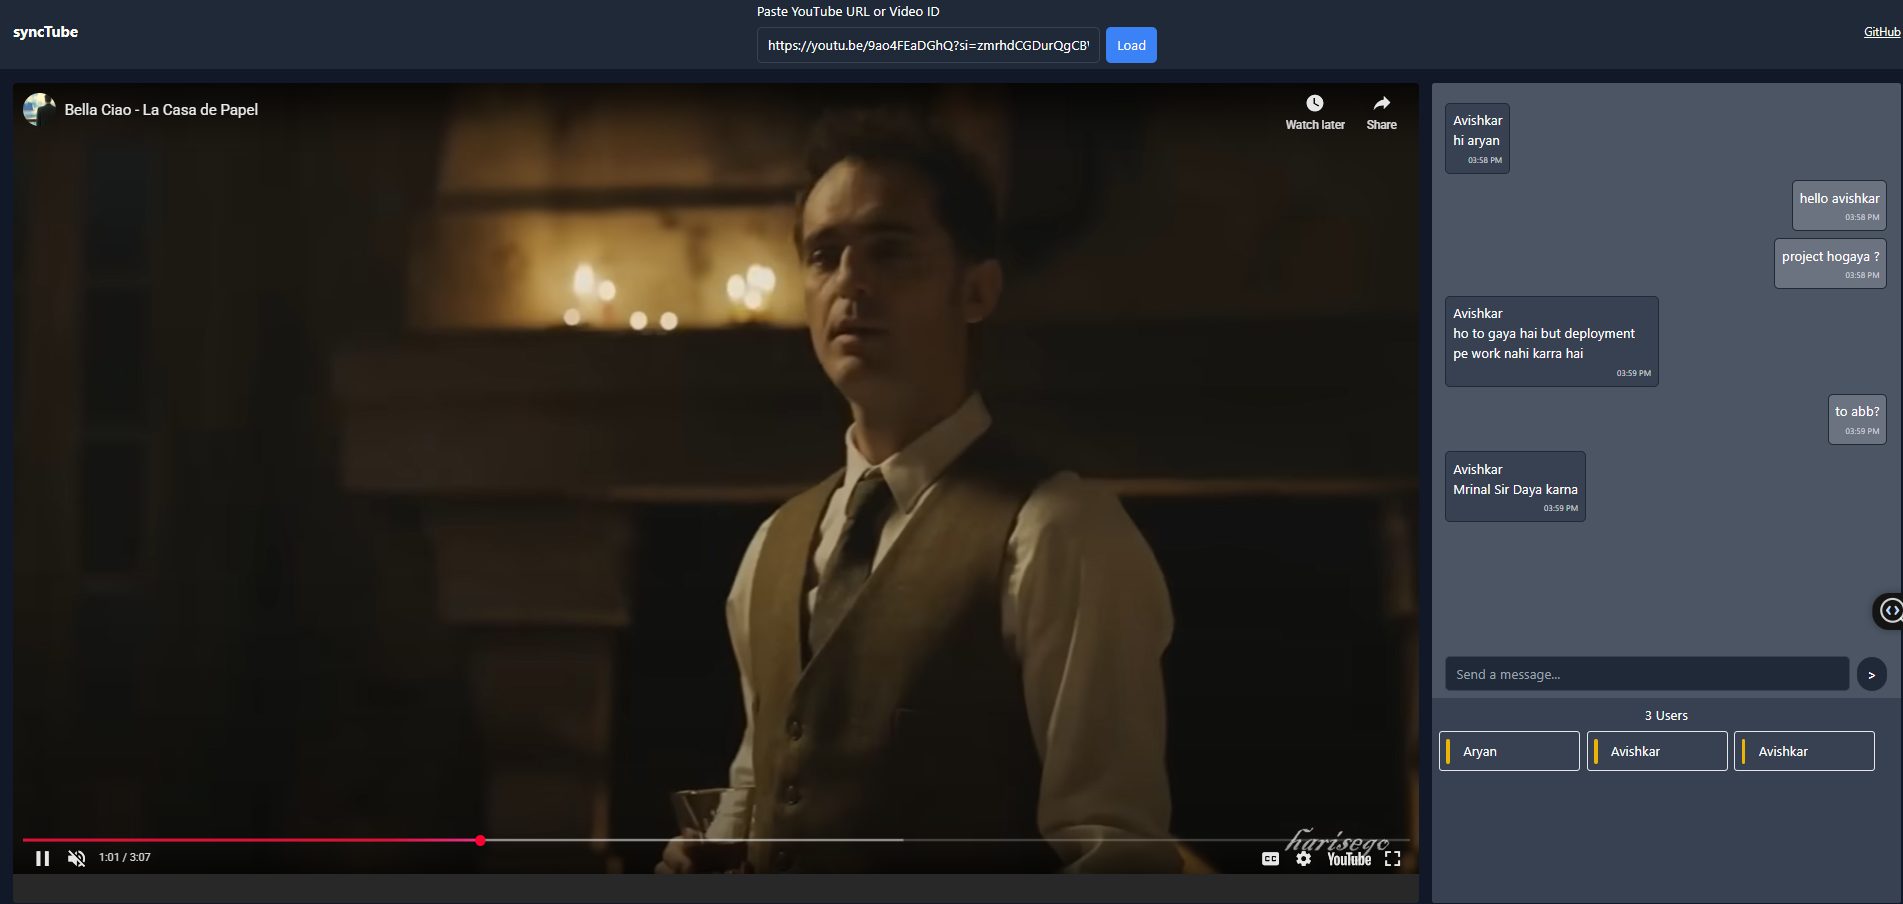 syncTube
Paste YouTube URL or Video ID
https://youtu.be/9ao4FEaDGhQ?si=zmrhdCGDurQgCB
Load
GitHub
Bella Ciao - La Casa de Papel
Watch later
Share
harisego
1:01 / 3:07
CC
YouTube
Avishkar
hi aryan
03:58 PM
hello avishkar
03:58 PM
project hogaya ?
03:58 PM
Avishkar
ho to gaya hai but deployment
pe work nahi karra hai
03:59 PM
to abb?
03:59 PM
Avishkar
Mrinal Sir Daya karna
03:59 PM
Send a message...
>
3 Users
Aryan
Avishkar
Avishkar